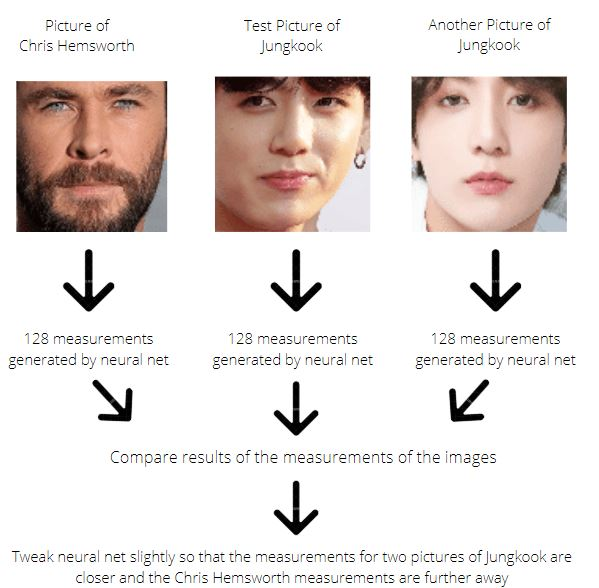 Picture of
Chris Hemsworth
Test Picture of
Jungkook
Another Picture of
Jungkook
128 measurements
generated by neural net
128 measurements
generated by neural net
128 measurements
generated by neural net
Compare results of the measurements of the images
Tweak neural net slightly so that the measurements for two pictures of Jungkook are
closer and the Chris Hemsworth measurements are further away